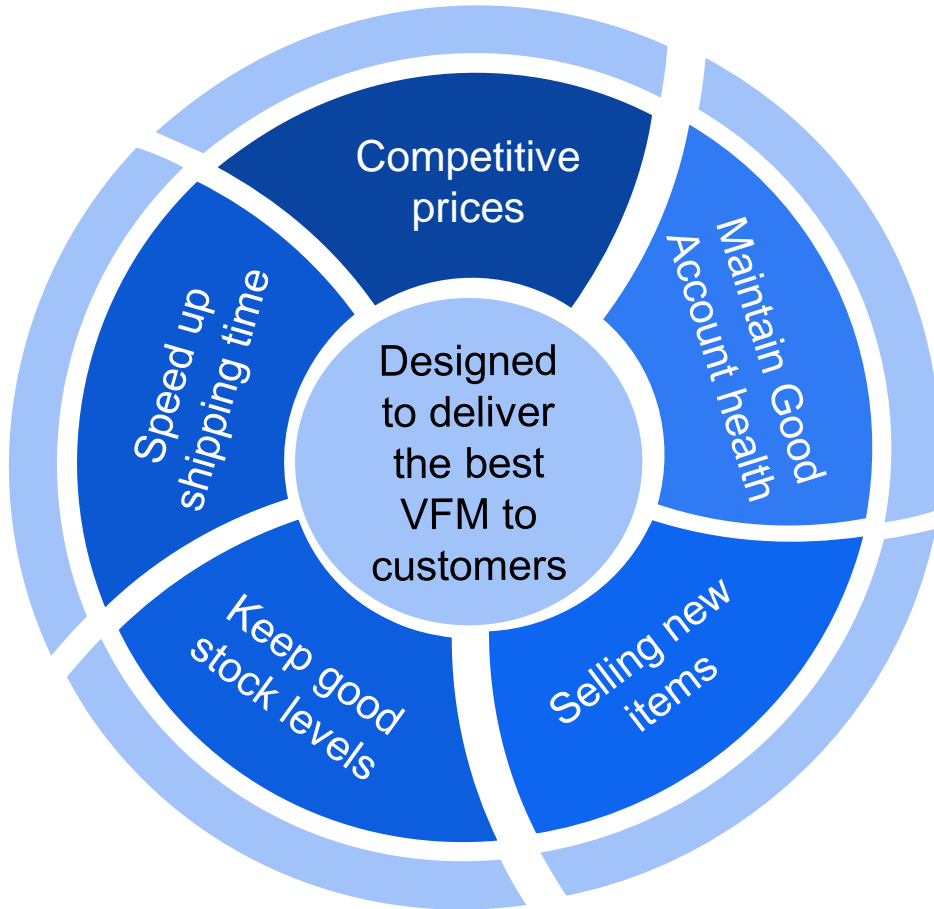 Competitive
prices
Maintain Good
Account health
Selling new
items
Keep good
stock levels
Speed up
shipping time
Designed
to deliver
the best
VFM to
customers